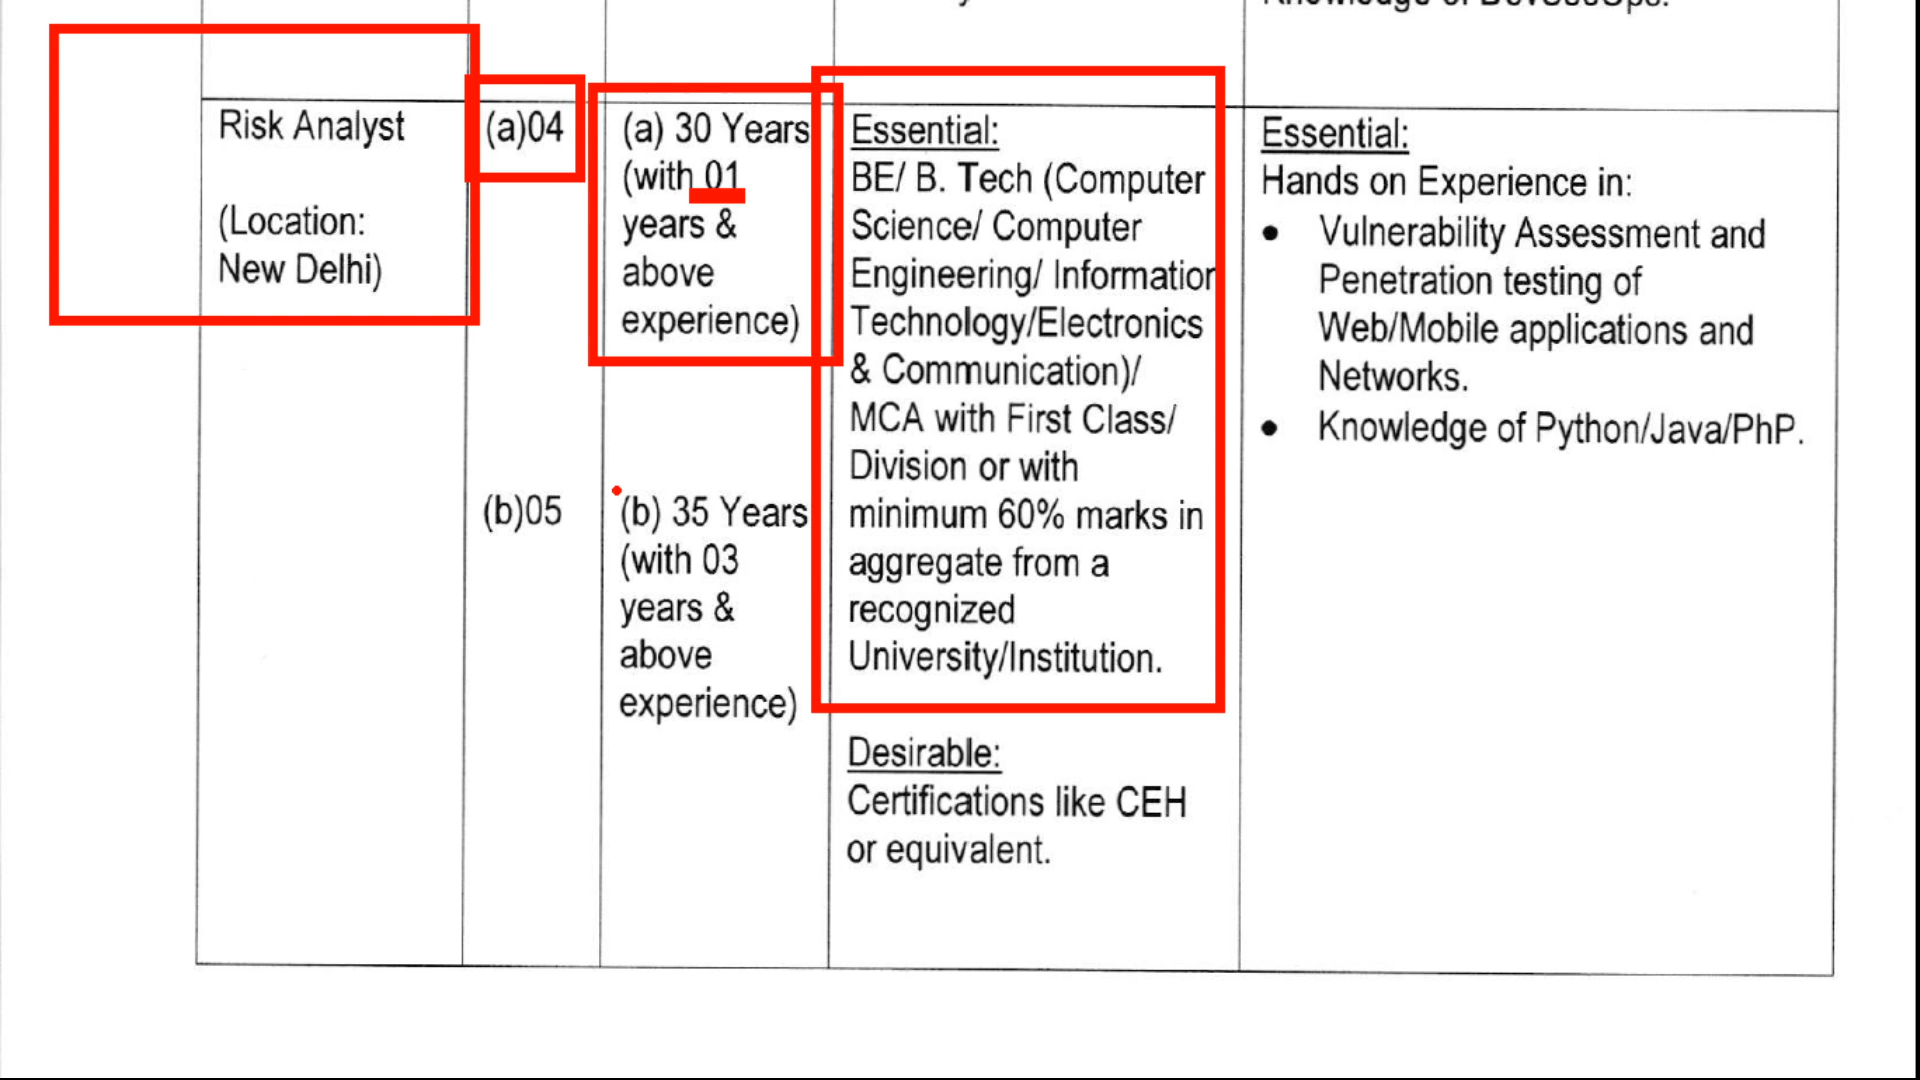 Knowledge of DevSecOps.
Risk Analyst
(Location:
New Delhi)
(a)04
(b)05
(a) 30 Years
(with 01
years &
above
experience)
(b) 35 Years
(with 03
years &
above
experience)
Essential:
BE/ B. Tech (Computer
Science/ Computer
Engineering/ Information
Technology/Electronics
& Communication)/
MCA with First Class/
Division or with
minimum 60% marks in
aggregate from a
recognized
University/Institution.
Desirable:
Certifications like CEH
or equivalent.
Essential:
Hands on Experience in:
• Vulnerability Assessment and
Penetration testing of
Web/Mobile applications and
Networks.
• Knowledge of Python/Java/PhP.